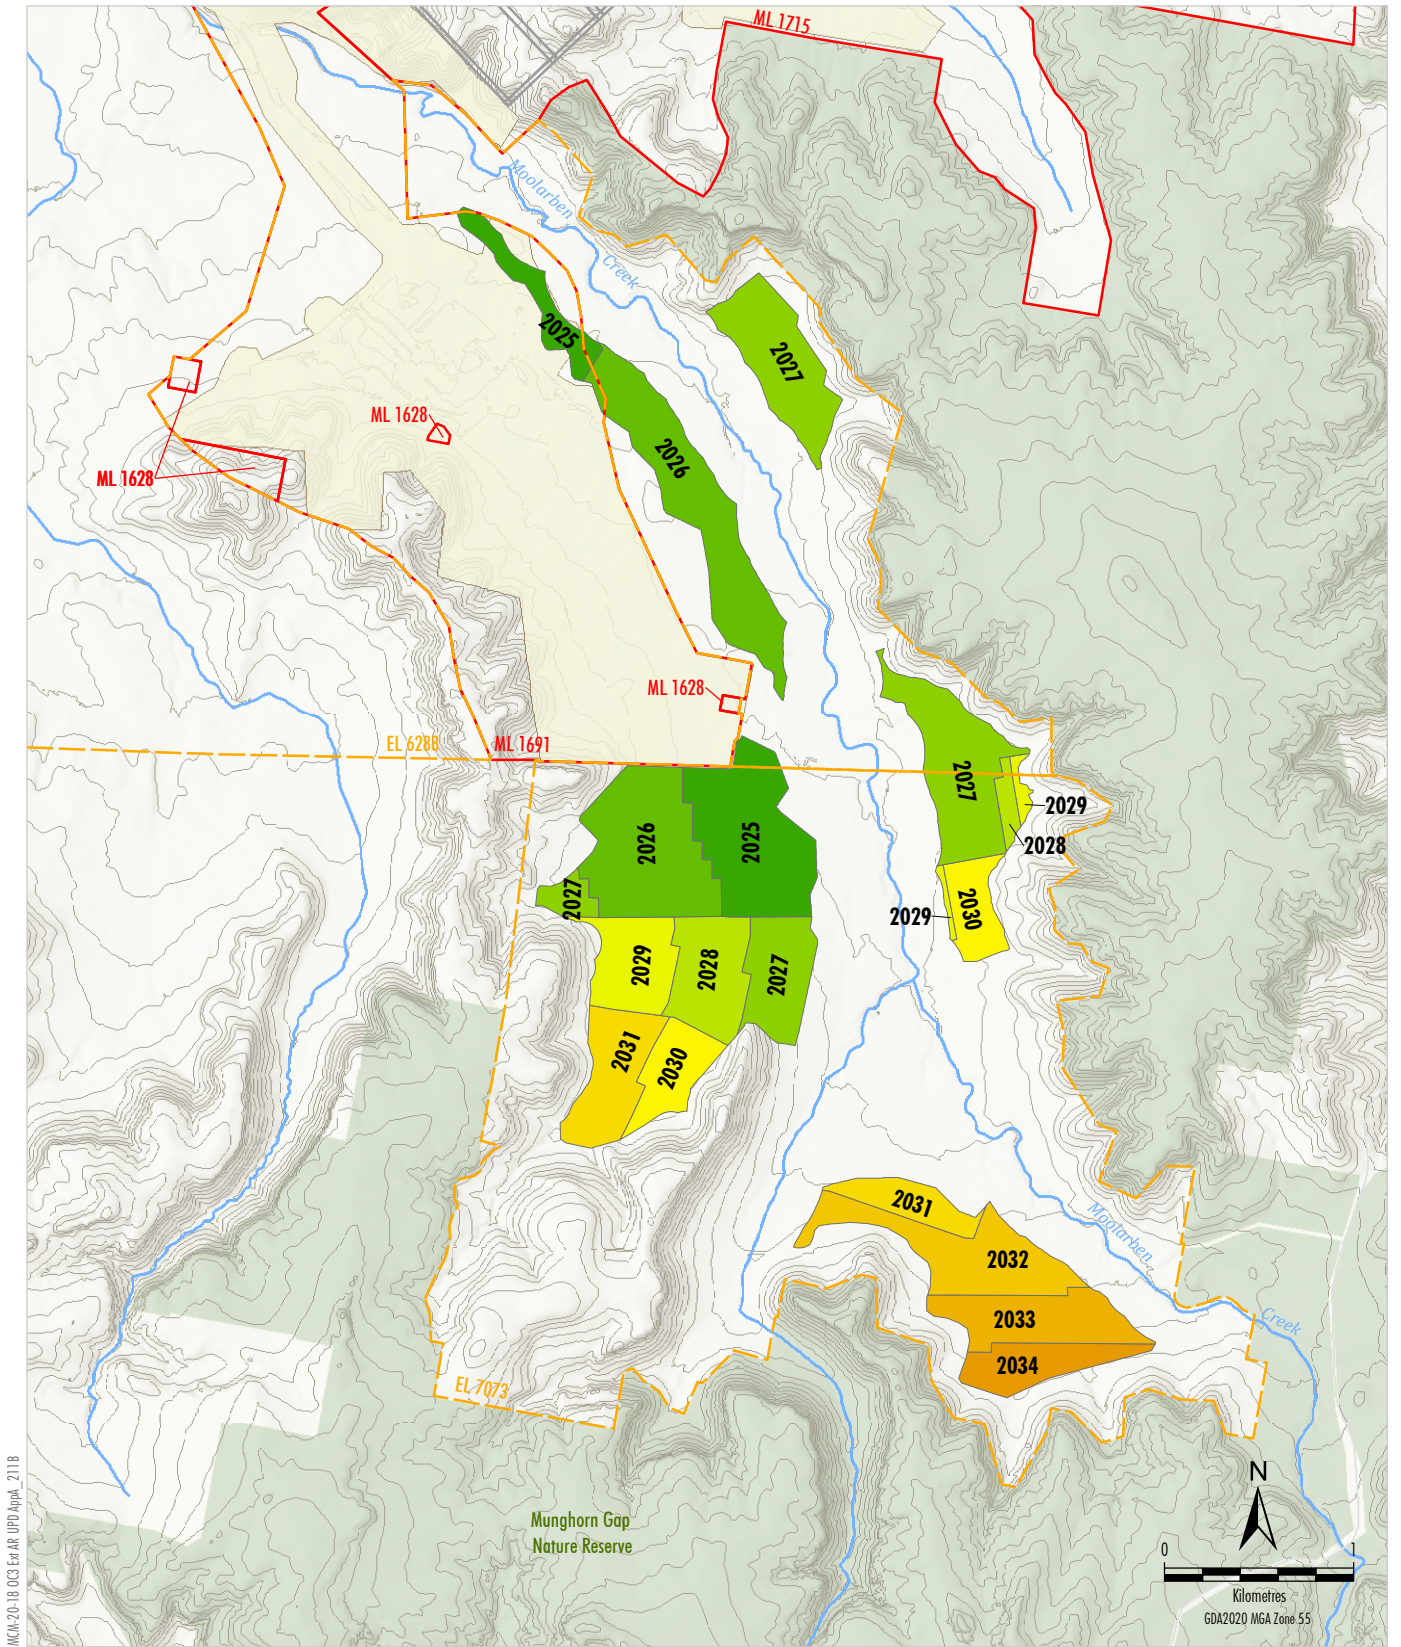 ML 1715
Moolarben
Creek
2025
2027
ML 1628
2026
ML 1628
ML 1628
EL 6288
ML 1691
2027
2029
2028
2026
2025
2027
2030
2029
2029
2028
2027
2031
2030
2031
2032
Moolarben
Creek
2033
2034
EL 7073
Munghorn Gap
Nature Reserve
N
0 1
Kilometres
GDA2020 MGA Zone 55
MCM-20-18 OC3 Ext AR UPD AppA_211B